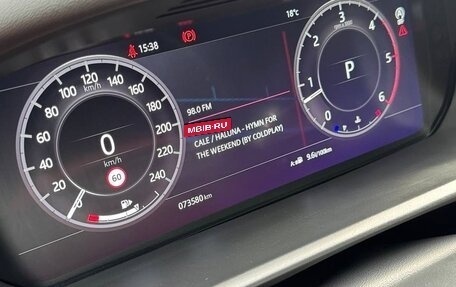 15:38
18°C
km/h
0
20
40
60
80
100
120
140
160
180
200
220
240
0
km/h
60
98.0 FM
MBIB·RU
CALE / HALUNA - HYMN FOR
THE WEEKEND (BY COLDPLAY)
073580 km
9.6l/100km
0
1
2
3
4
5
6
P